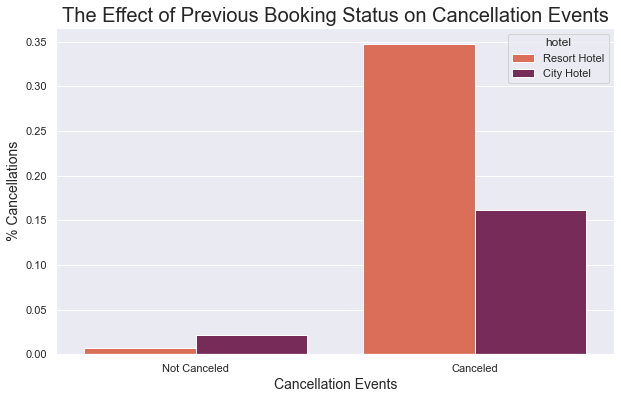 The Effect of Previous Booking Status on Cancellation Events
hotel
Resort Hotel
City Hotel
% Cancellations
0.35
0.30
0.25
0.20
0.15
0.10
0.05
0.00
Not Canceled
Canceled
Cancellation Events